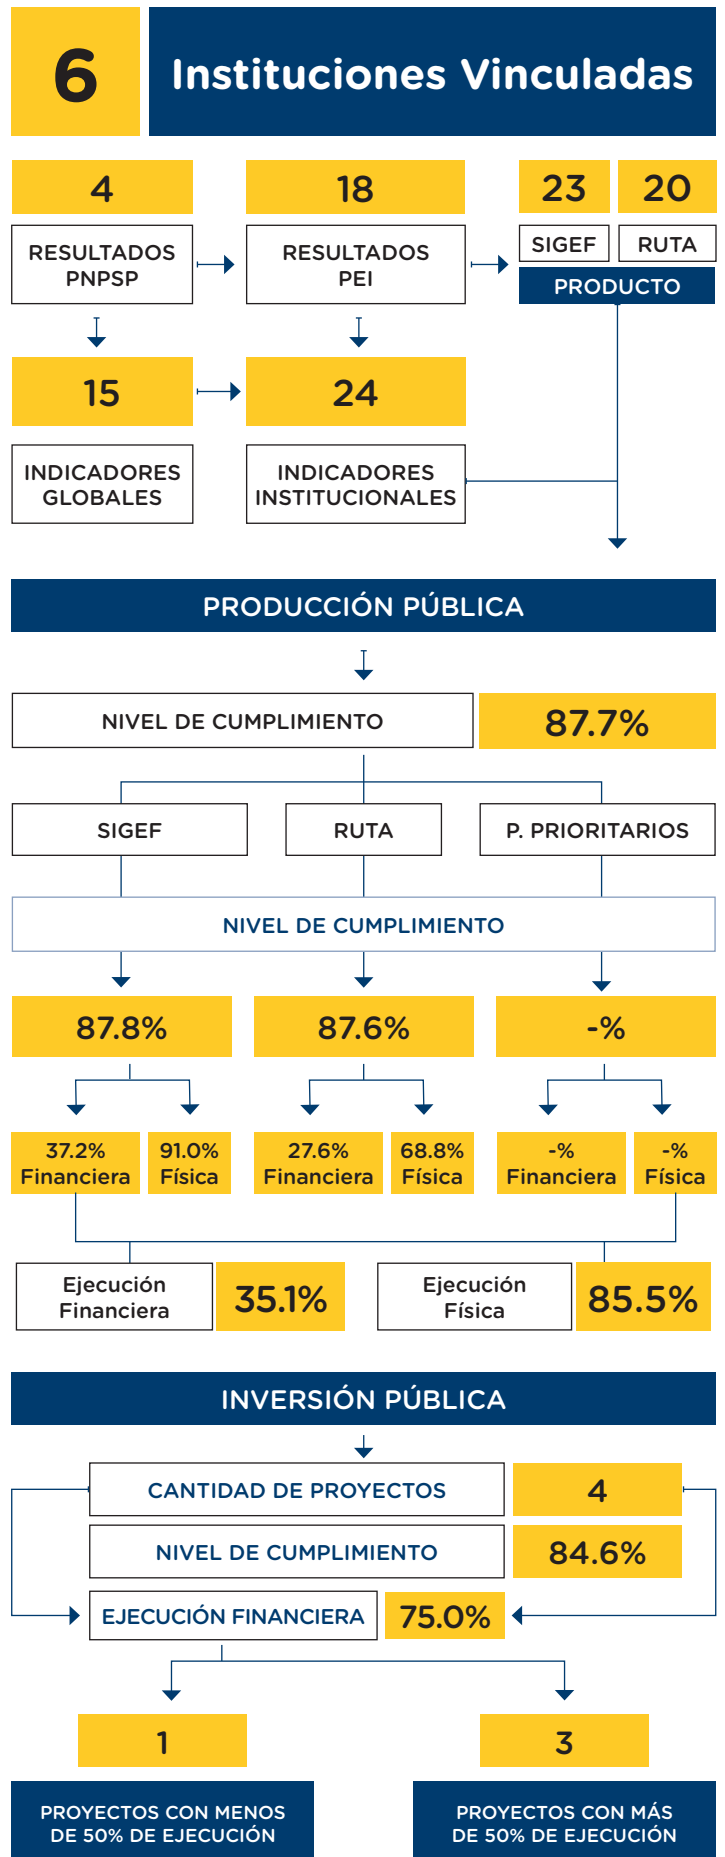 6
Instituciones Vinculadas
4
18
23
20
RESULTADOS
PNPSP
RESULTADOS
PEI
SIGEF
RUTA
PRODUCTO
15
24
INDICADORES
GLOBALES
INDICADORES
INSTITUCIONALES
PRODUCCIÓN PÚBLICA
NIVEL DE CUMPLIMIENTO
87.7%
SIGEF
RUTA
P. PRIORITARIOS
NIVEL DE CUMPLIMIENTO
87.8%
87.6%
-%
37.2%
Financiera
91.0%
Física
27.6%
Financiera
68.8%
Física
-%
Financiera
-%
Física
Ejecución
Financiera
35.1%
Ejecución
Física
85.5%
INVERSIÓN PÚBLICA
CANTIDAD DE PROYECTOS
4
NIVEL DE CUMPLIMIENTO
84.6%
EJECUCIÓN FINANCIERA
75.0%
1
3
PROYECTOS CON MENOS
DE 50% DE EJECUCIÓN
PROYECTOS CON MÁS
DE 50% DE EJECUCIÓN